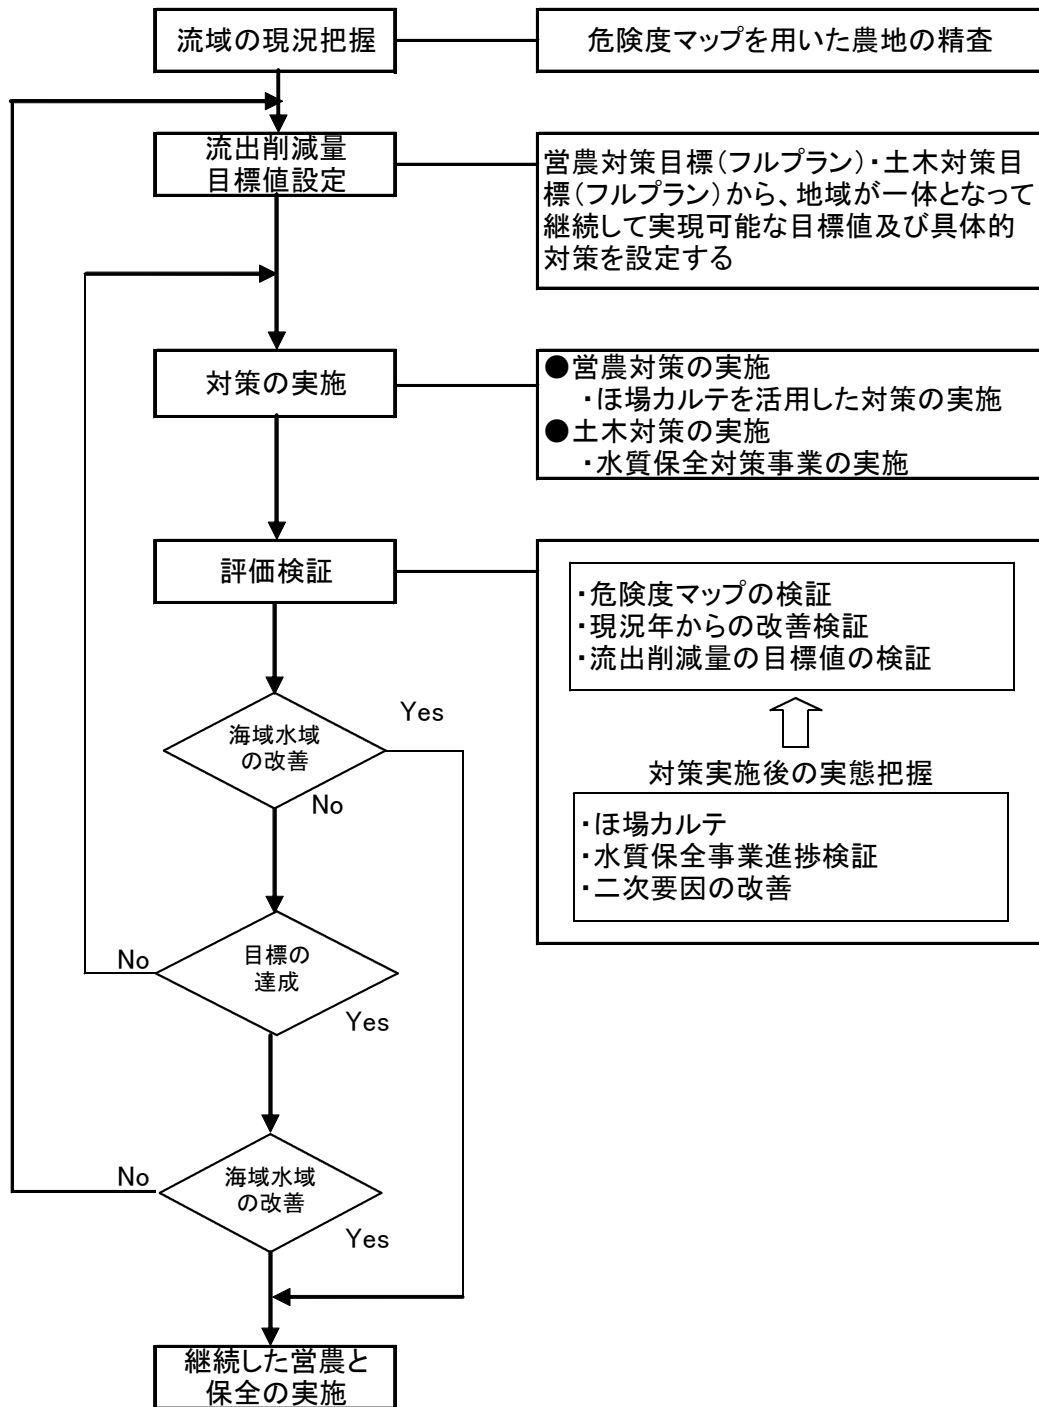 流域の現況把握
危険度マップを用いた農地の精査
流出削減量
目標値設定
営農対策目標(フルプラン)・土木対策目
標(フルプラン)から、地域が一体となって
継続して実現可能な目標値及び具体的
対策を設定する
対策の実施
●営農対策の実施
・ほ場カルテを活用した対策の実施
●土木対策の実施
・水質保全対策事業の実施
評価検証
・危険度マップの検証
・現況年からの改善検証
・流出削減量の目標値の検証
対策実施後の実態把握
・ほ場カルテ
・水質保全事業進捗検証
・二次要因の改善
海域水域
の改善
Yes
No
目標の
達成
No
Yes
海域水域
の改善
No
Yes
継続した営農と
保全の実施